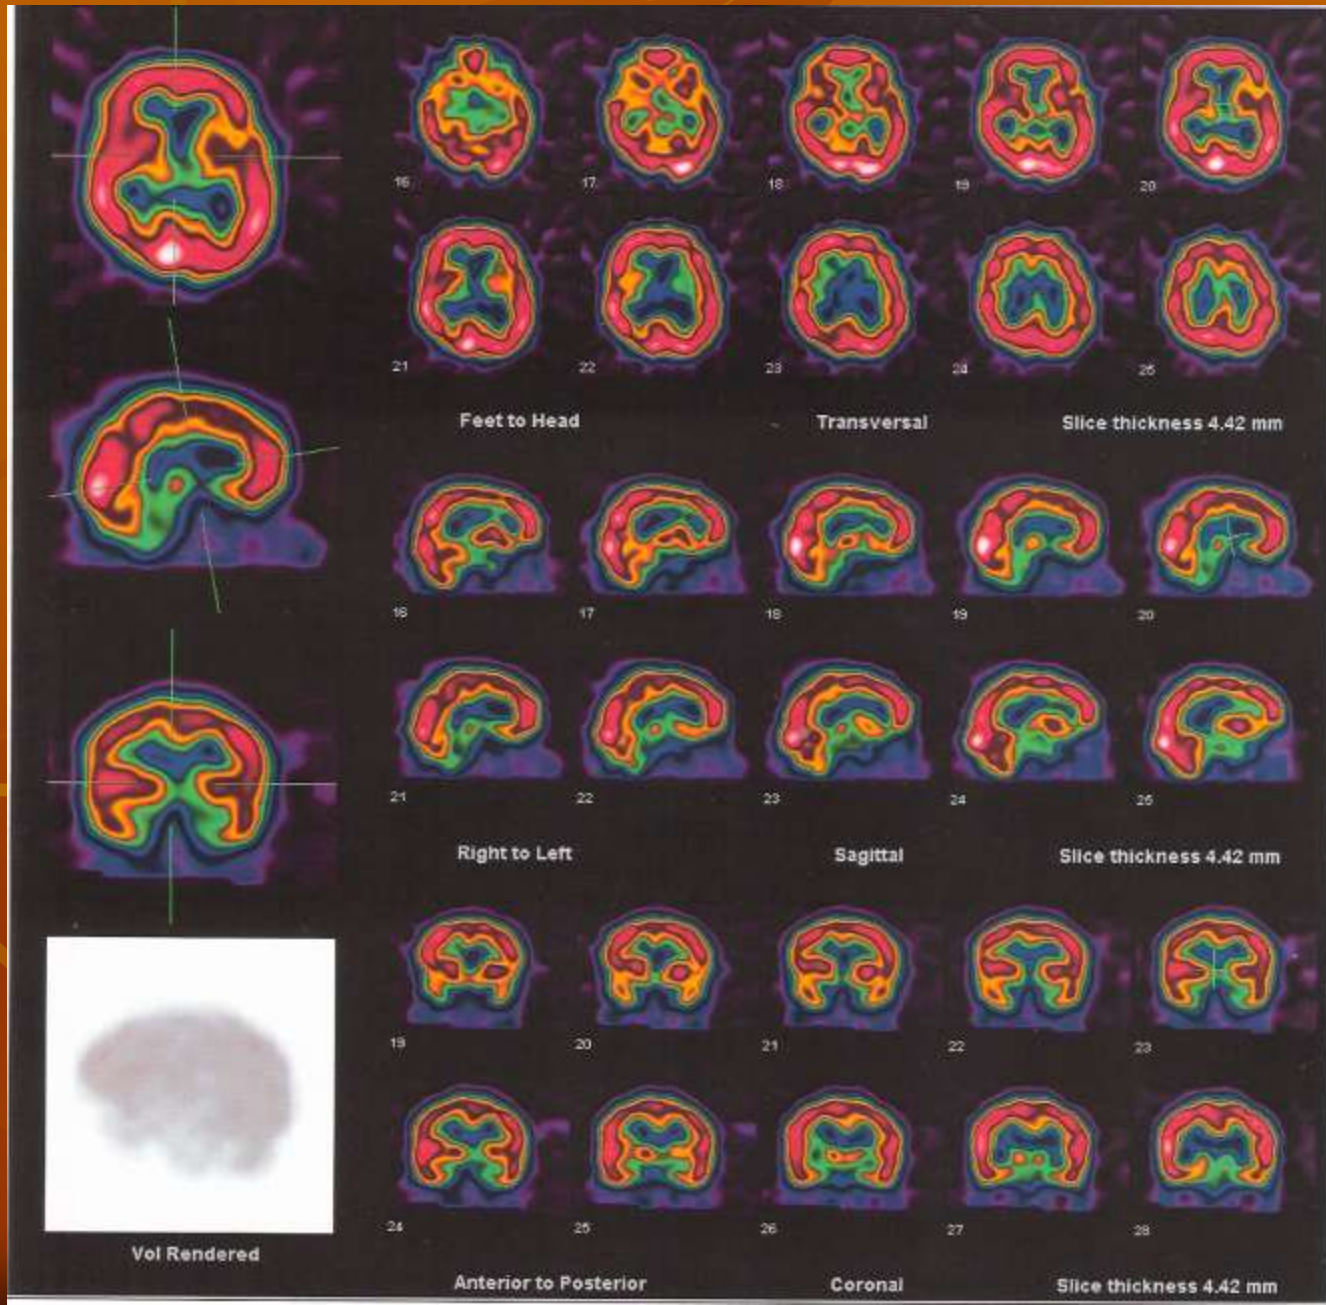 16 17 18 19 20
21 22 23 24 25
Feet to Head Transversal Slice thickness 4.42 mm
16 17 18 19 20
21 22 23 24 25
Right to Left Sagittal Slice thickness 4.42 mm
19 20 21 22 23
24 25 26 27 28
Vol Rendered
Anterior to Posterior Coronal Slice thickness 4.42 mm